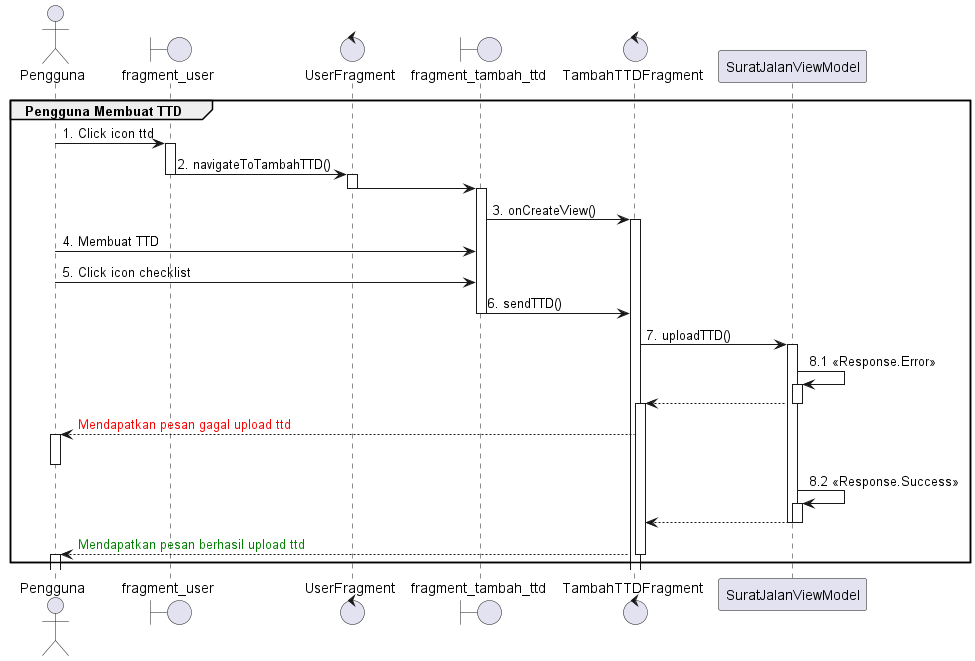 Pengguna
fragment_user
UserFragment
fragment_tambah_ttd
TambahTTDFragment
SuratJalanViewModel
Pengguna Membuat TTD
1. Click icon ttd
2. navigateToTambahTTD()
3. onCreateView()
4. Membuat TTD
5. Click icon checklist
6. sendTTD()
7. uploadTTD()
8.1 «Response.Error»
Mendapatkan pesan gagal upload ttd
8.2 «Response.Success»
Mendapatkan pesan berhasil upload ttd
Pengguna
fragment_user
UserFragment
fragment_tambah_ttd
TambahTTDFragment
SuratJalanViewModel